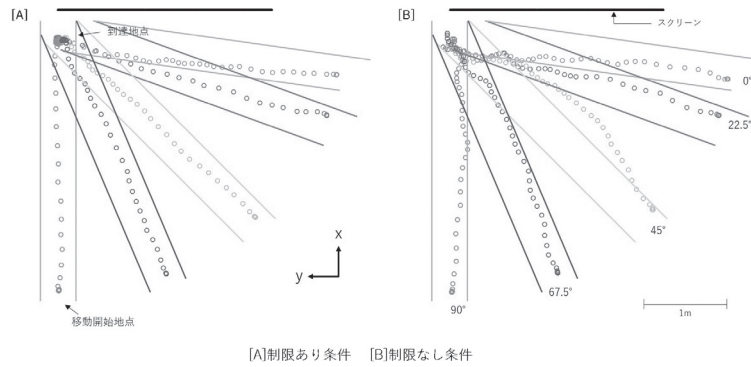 [A]
到達地点
[B]
スクリーン
0°
22.5°
45°
67.5°
90°
x
y
移動開始地点
1m
[A]制限あり条件 [B]制限なし条件